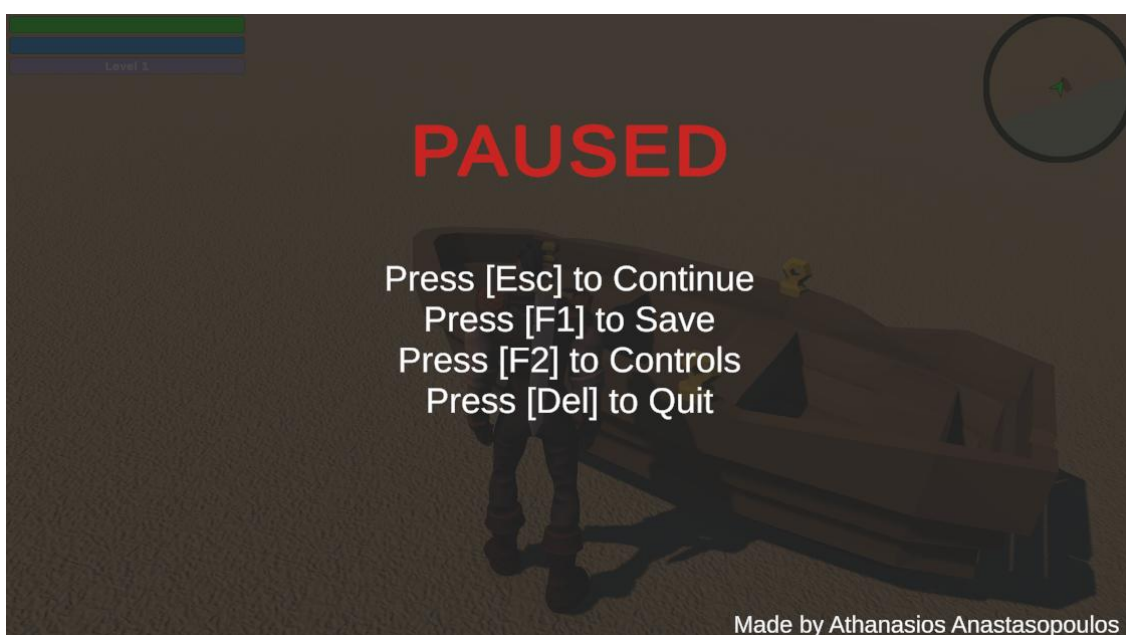 Level 1
PAUSED
Press [Esc] to Continue
Press [F1] to Save
Press [F2] to Controls
Press [Del] to Quit
Made by Athanasios Anastasopoulos